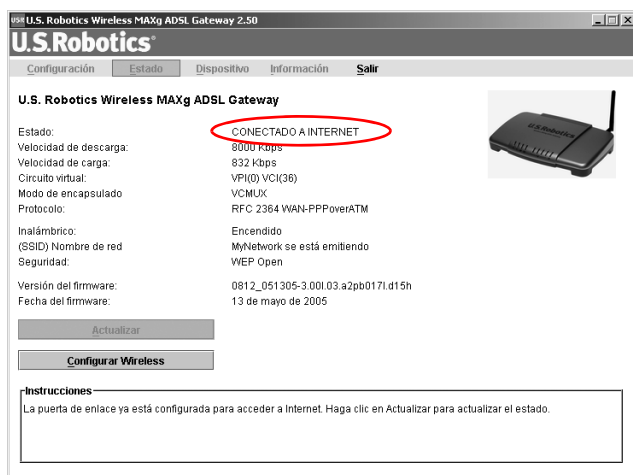 USR U.S. Robotics Wireless MAXg ADSL Gateway 2.50
U.S.Robotics®
Configuración Estado Dispositivo Información Salir
U.S. Robotics Wireless MAXg ADSL Gateway
Estado: CONECTADO A INTERNET
Velocidad de descarga: 8000 Kbps
Velocidad de carga: 832 Kbps
Circuito virtual: VPI(0) VCI(36)
Modo de encapsulado VCMUX
Protocolo: RFC 2364 WAN-PPPoverATM
Inalámbrico: Encendido
(SSID) Nombre de red MyNetwork se está emitiendo
Seguridad: WEP Open
Versión del firmware: 0812_051305-3.00l.03.a2pb017l.d15h
Fecha del firmware: 13 de mayo de 2005
Actualizar
Configurar Wireless
Instrucciones
La puerta de enlace ya está configurada para acceder a Internet. Haga clic en Actualizar para actualizar el estado.
U.S.Robotics